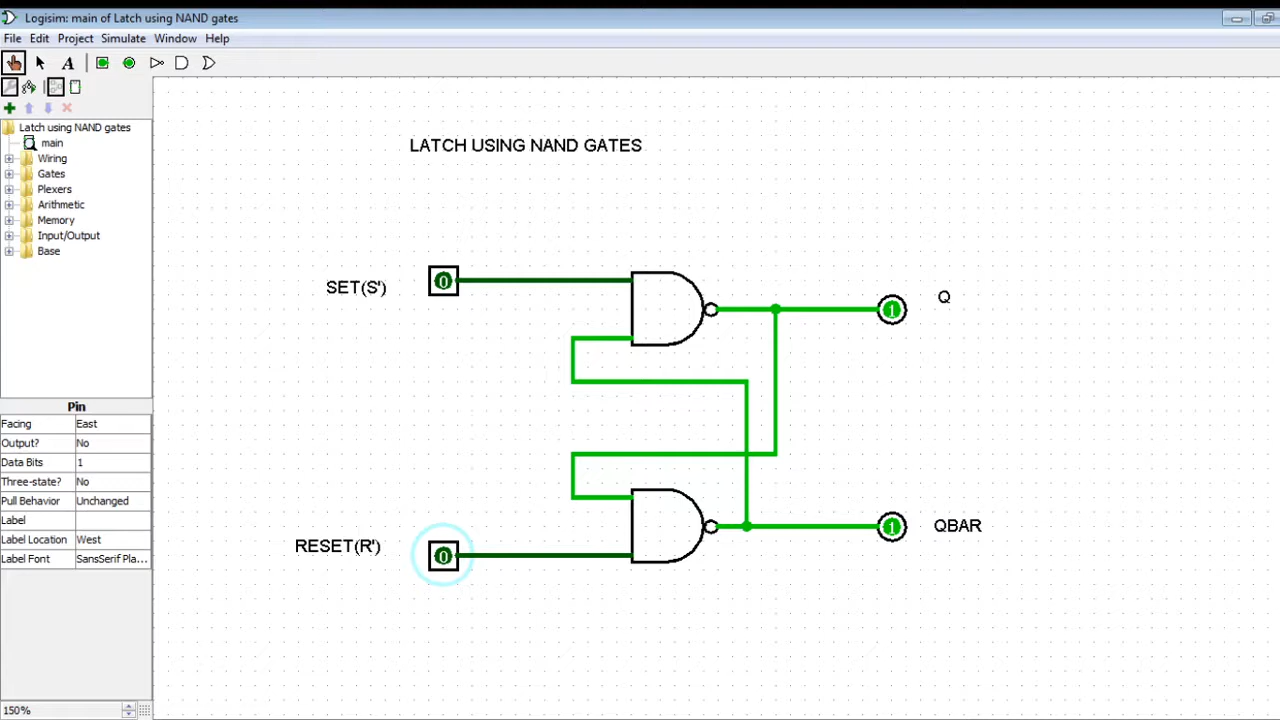 Logisim: main of Latch using NAND gates
File Edit Project Simulate Window Help
A
Latch using NAND gates
main
Wiring
Gates
Plexers
Arithmetic
Memory
Input/Output
Base
Pin
Facing East
Output? No
Data Bits 1
Three-state? No
Pull Behavior Unchanged
Label
Label Location West
Label Font SansSerif Pla...
150%
LATCH USING NAND GATES
SET(S') 0
1 Q
RESET(R') 0
1 QBAR